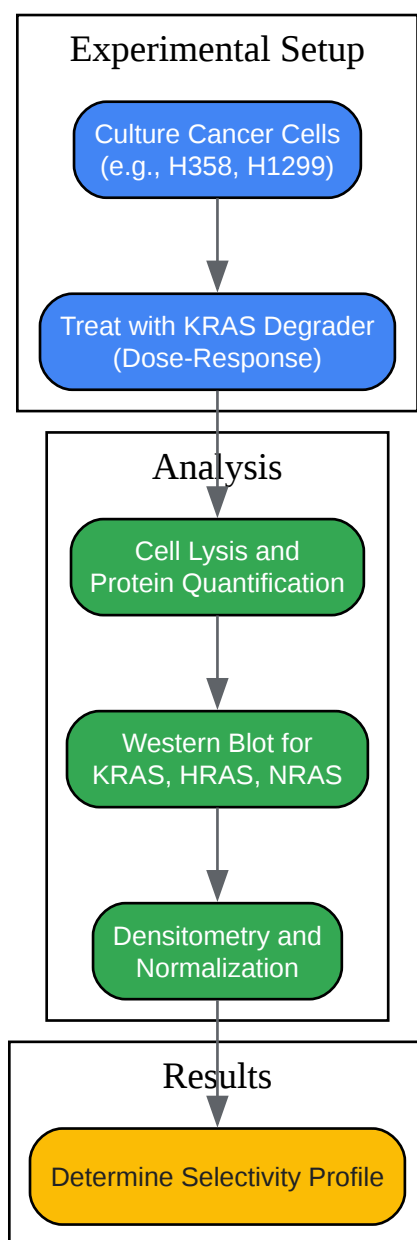 Experimental Setup
Culture Cancer Cells
(e.g., H358, H1299)
Treat with KRAS Degrader
(Dose-Response)
Analysis
Cell Lysis and
Protein Quantification
Western Blot for
KRAS, HRAS, NRAS
Densitometry and
Normalization
Results
Determine Selectivity Profile